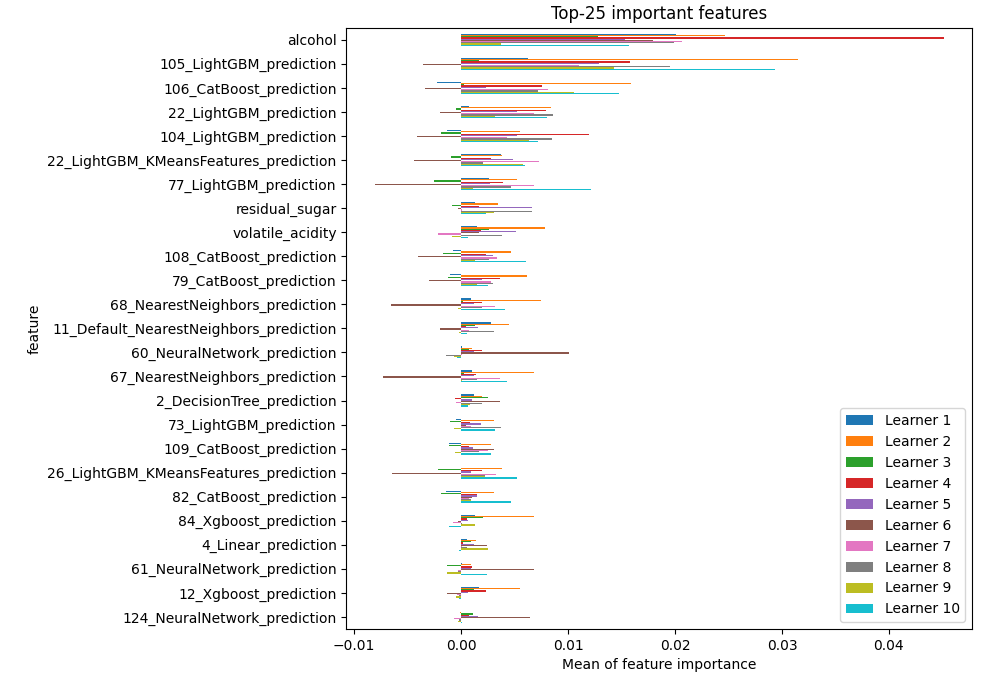 Top-25 important features
alcohol
105_LightGBM_prediction
106_CatBoost_prediction
22_LightGBM_prediction
104_LightGBM_prediction
22_LightGBM_KMeansFeatures_prediction
77_LightGBM_prediction
residual_sugar
volatile_acidity
108_CatBoost_prediction
79_CatBoost_prediction
68_NearestNeighbors_prediction
11_Default_NearestNeighbors_prediction
60_NeuralNetwork_prediction
67_NearestNeighbors_prediction
2_DecisionTree_prediction
73_LightGBM_prediction
109_CatBoost_prediction
26_LightGBM_KMeansFeatures_prediction
82_CatBoost_prediction
84_Xgboost_prediction
4_Linear_prediction
61_NeuralNetwork_prediction
12_Xgboost_prediction
124_NeuralNetwork_prediction
feature
Learner 1
Learner 2
Learner 3
Learner 4
Learner 5
Learner 6
Learner 7
Learner 8
Learner 9
Learner 10
−0.01 0.00 0.01 0.02 0.03 0.04
Mean of feature importance